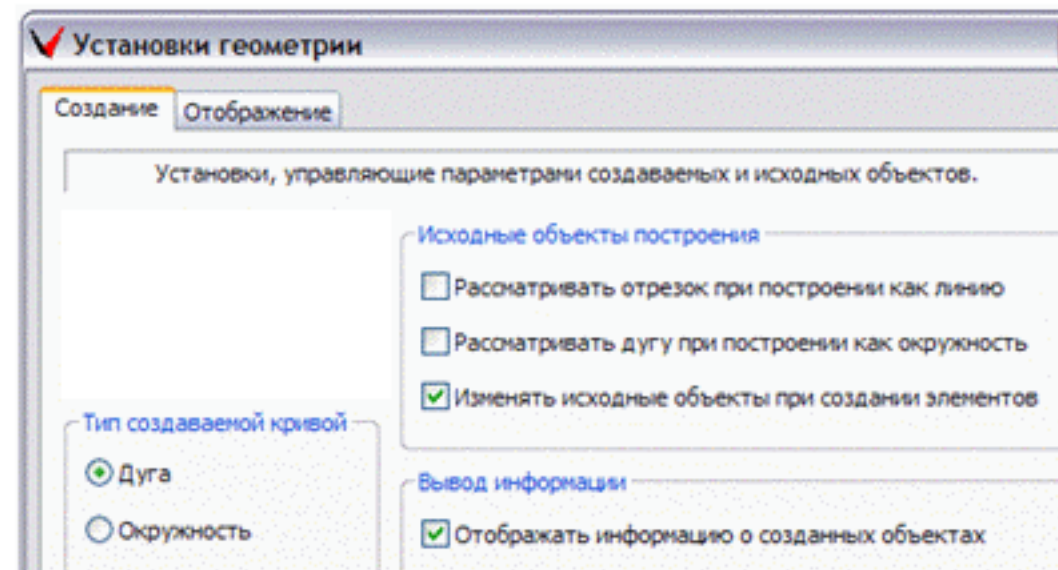 Установки геометрии
Создание
Отображение
Установки, управляющие параметрами создаваемых и исходных объектов.
Исходные объекты построения
Рассматривать отрезок при построении как линию
Рассматривать дугу при построении как окружность
Изменять исходные объекты при создании элементов
Тип создаваемой кривой
Дуга
Окружность
Вывод информации
Отображать информацию о созданных объектах